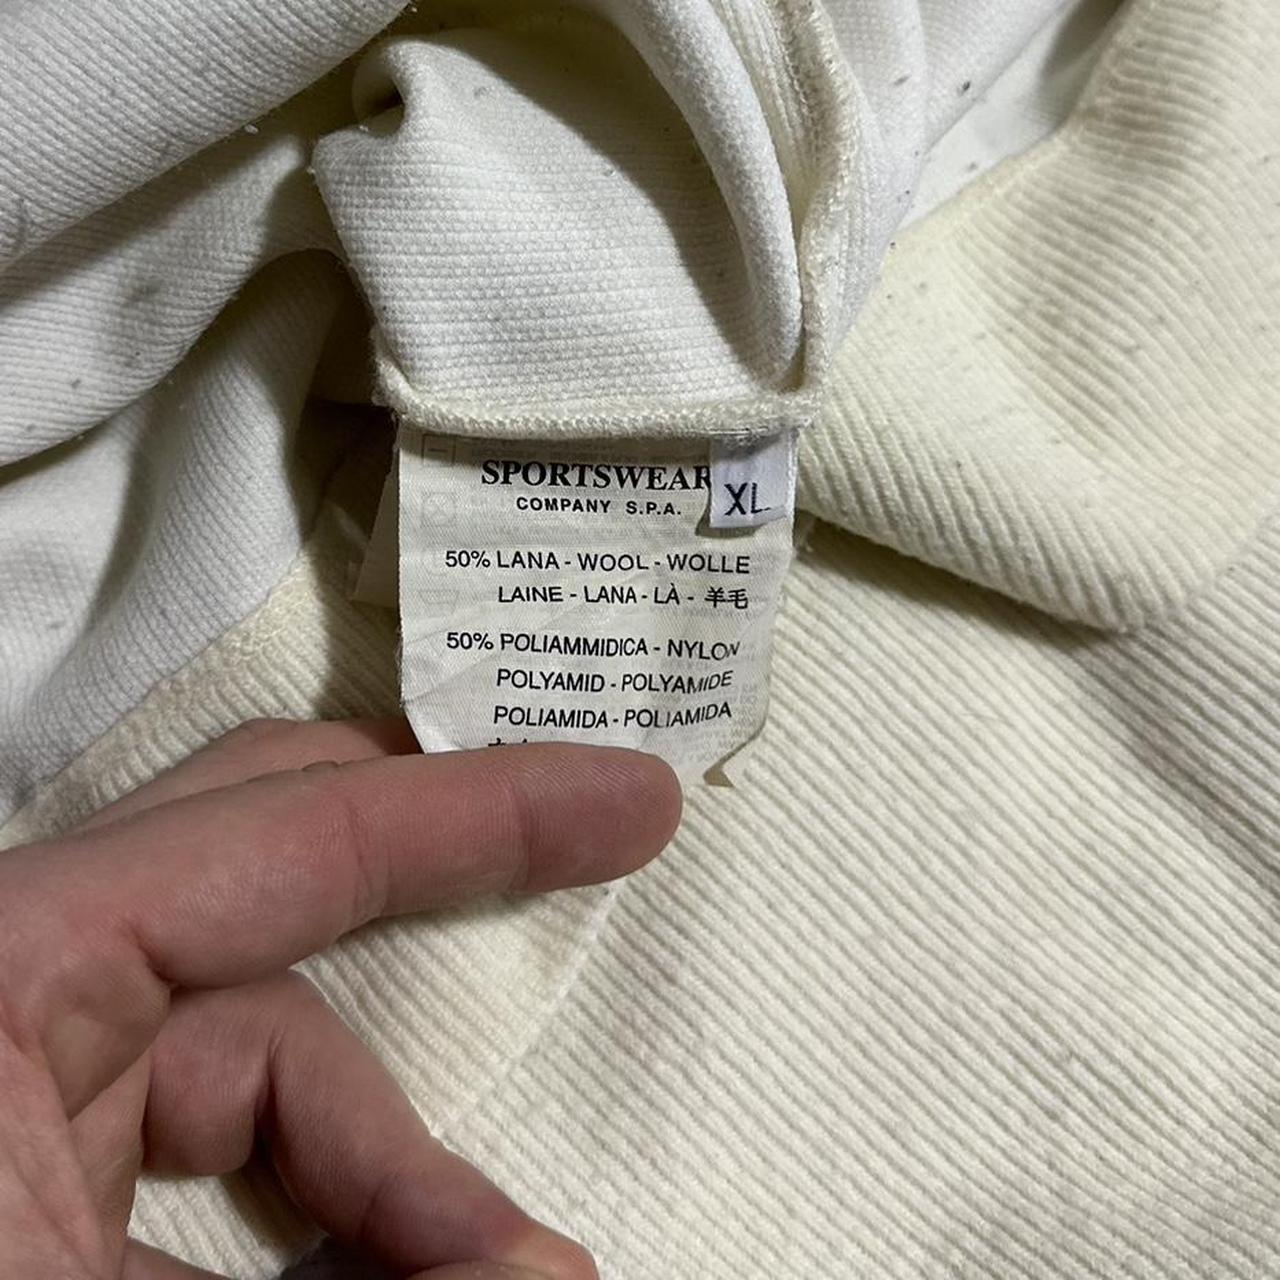 SPORTSWEAR
COMPANY S.P.A.
XL
50% LANA - WOOL - WOLLE
LAINE - LANA - LÀ - 羊毛
50% POLIAMMIDICA - NYLON
POLYAMID - POLYAMIDE
POLIAMIDA - POLIAMIDA